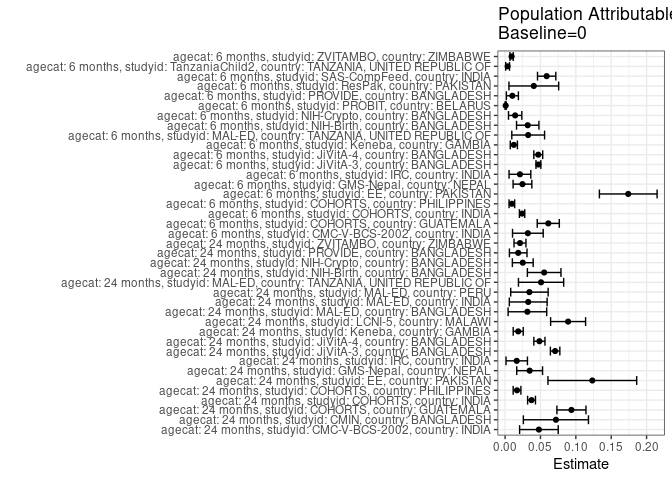 Population Attributable
Baseline=0
agecat: 6 months, studyid: ZVITAMBO, country: ZIMBABWE
agecat: 6 months, studyid: TanzaniaChild2, country: TANZANIA, UNITED REPUBLIC OF
agecat: 6 months, studyid: SAS-CompFeed, country: INDIA
agecat: 6 months, studyid: ResPak, country: PAKISTAN
agecat: 6 months, studyid: PROVIDE, country: BANGLADESH
agecat: 6 months, studyid: PROBIT, country: BELARUS
agecat: 6 months, studyid: NIH-Crypto, country: BANGLADESH
agecat: 6 months, studyid: NIH-Birth, country: BANGLADESH
agecat: 6 months, studyid: MAL-ED, country: TANZANIA, UNITED REPUBLIC OF
agecat: 6 months, studyid: Keneba, country: GAMBIA
agecat: 6 months, studyid: JiVitA-4, country: BANGLADESH
agecat: 6 months, studyid: JiVitA-3, country: BANGLADESH
agecat: 6 months, studyid: IRC, country: INDIA
agecat: 6 months, studyid: GMS-Nepal, country: NEPAL
agecat: 6 months, studyid: EE, country: PAKISTAN
agecat: 6 months, studyid: COHORTS, country: PHILIPPINES
agecat: 6 months, studyid: COHORTS, country: INDIA
agecat: 6 months, studyid: COHORTS, country: GUATEMALA
agecat: 6 months, studyid: CMC-V-BCS-2002, country: INDIA
agecat: 24 months, studyid: ZVITAMBO, country: ZIMBABWE
agecat: 24 months, studyid: PROVIDE, country: BANGLADESH
agecat: 24 months, studyid: NIH-Crypto, country: BANGLADESH
agecat: 24 months, studyid: NIH-Birth, country: BANGLADESH
agecat: 24 months, studyid: MAL-ED, country: TANZANIA, UNITED REPUBLIC OF
agecat: 24 months, studyid: MAL-ED, country: PERU
agecat: 24 months, studyid: MAL-ED, country: INDIA
agecat: 24 months, studyid: MAL-ED, country: BANGLADESH
agecat: 24 months, studyid: LCNI-5, country: MALAWI
agecat: 24 months, studyid: Keneba, country: GAMBIA
agecat: 24 months, studyid: JiVitA-4, country: BANGLADESH
agecat: 24 months, studyid: JiVitA-3, country: BANGLADESH
agecat: 24 months, studyid: IRC, country: INDIA
agecat: 24 months, studyid: GMS-Nepal, country: NEPAL
agecat: 24 months, studyid: EE, country: PAKISTAN
agecat: 24 months, studyid: COHORTS, country: PHILIPPINES
agecat: 24 months, studyid: COHORTS, country: INDIA
agecat: 24 months, studyid: COHORTS, country: GUATEMALA
agecat: 24 months, studyid: CMIN, country: BANGLADESH
agecat: 24 months, studyid: CMC-V-BCS-2002, country: INDIA
0.00 0.05 0.10 0.15 0.20
Estimate